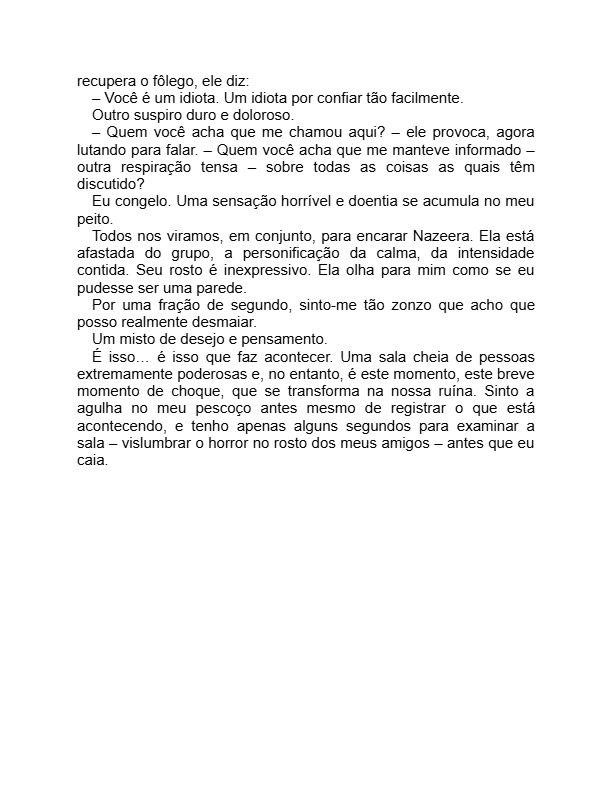 recupera o fôlego, ele diz:
– Você é um idiota. Um idiota por confiar tão facilmente.
Outro suspiro duro e doloroso.
– Quem você acha que me chamou aqui? – ele provoca, agora
lutando para falar. – Quem você acha que me manteve informado –
outra respiração tensa – sobre todas as coisas as quais têm
discutido?
Eu congelo. Uma sensação horrível e doentia se acumula no meu
peito.
Todos nos viramos, em conjunto, para encarar Nazeera. Ela está
afastada do grupo, a personificação da calma, da intensidade
contida. Seu rosto é inexpressivo. Ela olha para mim como se eu
pudesse ser uma parede.
Por uma fração de segundo, sinto-me tão zonzo que acho que
posso realmente desmaiar.
Um misto de desejo e pensamento.
É isso… é isso que faz acontecer. Uma sala cheia de pessoas
extremamente poderosas e, no entanto, é este momento, este breve
momento de choque, que se transforma na nossa ruína. Sinto a
agulha no meu pescoço antes mesmo de registrar o que está
acontecendo, e tenho apenas alguns segundos para examinar a
sala – vislumbrar o horror no rosto dos meus amigos – antes que eu
caia.